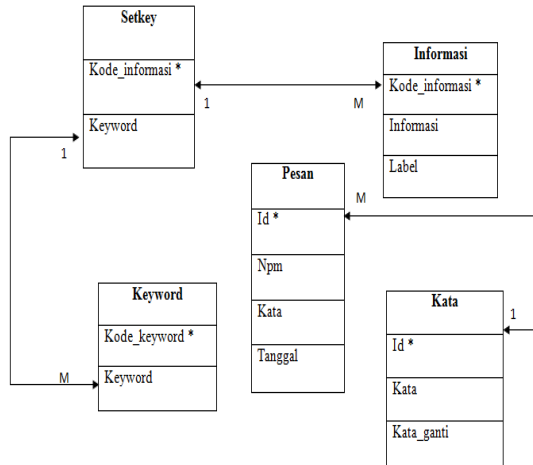 Setkey
Kode_informasi *
Keyword
1
M
1
Informasi
Kode_informasi *
Informasi
Label
Pesan
Id *
Npm
Kata
Tanggal
M
Keyword
Kode_keyword *
Keyword
M
Kata
Id *
Kata
Kata_ganti
1